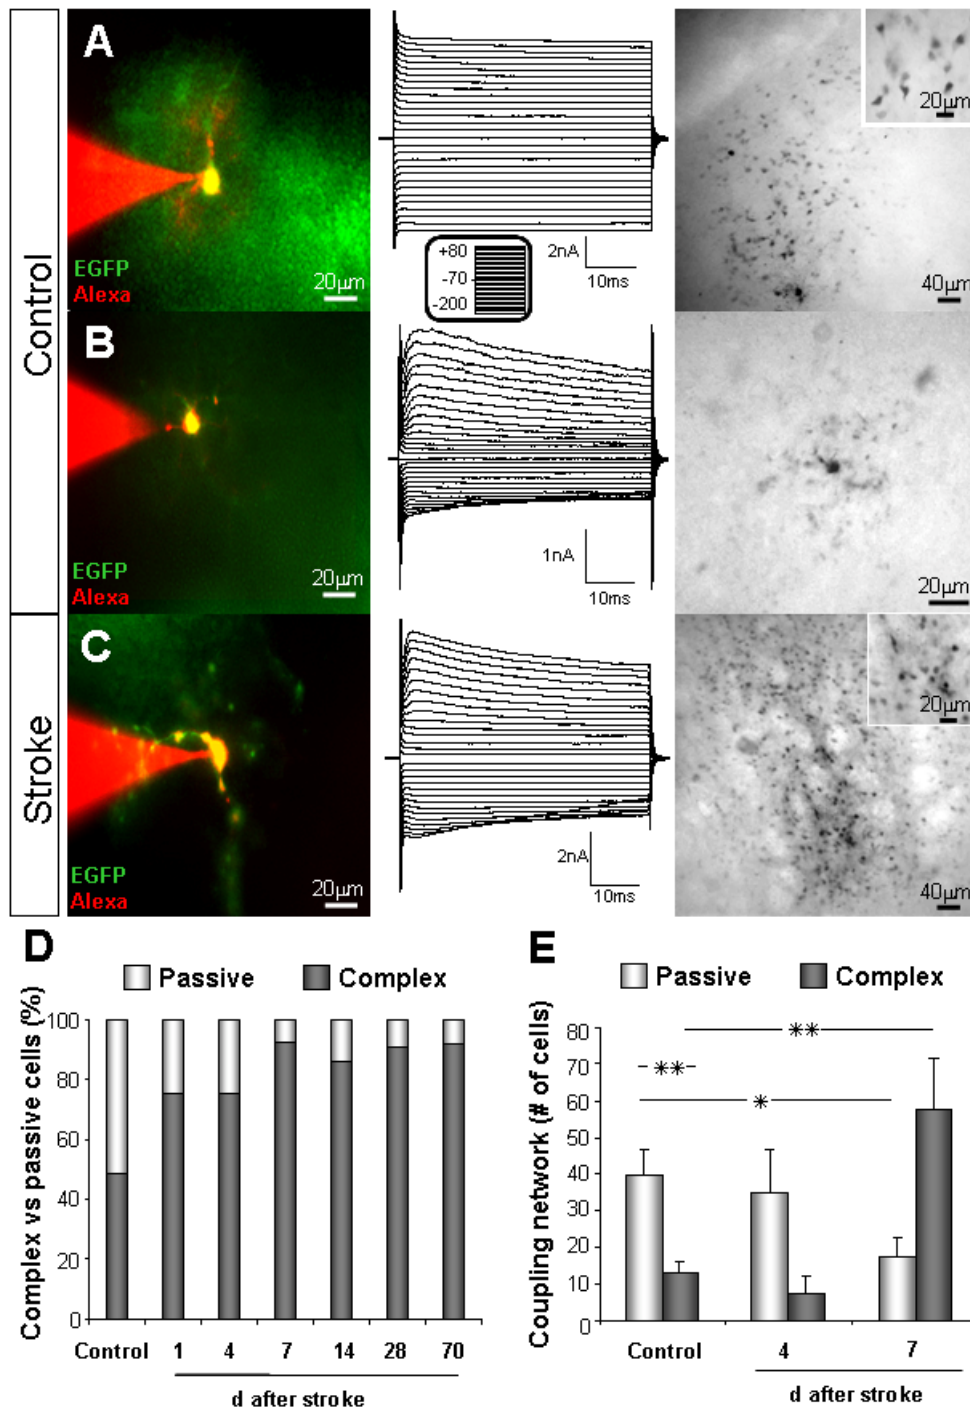 Control
Stroke
A
EGFP
Alexa
20µm
+80
-70
-200
2nA
10ms
20µm
40µm
B
EGFP
Alexa
20µm
1nA
10ms
20µm
C
EGFP
Alexa
20µm
2nA
10ms
20µm
40µm
D
Passive Complex
Complex vs passive cells (%)
100
80
60
40
20
0
Control 1 4 7 14 28 70
d after stroke
E
Passive Complex
Coupling network (# of cells)
80
70
60
50
40
30
20
10
0
**
**
*
Control 4 7
d after stroke